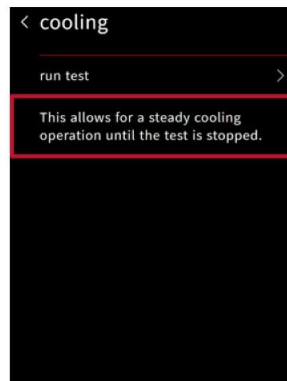 cooling
run test
This allows for a steady cooling
operation until the test is stopped.